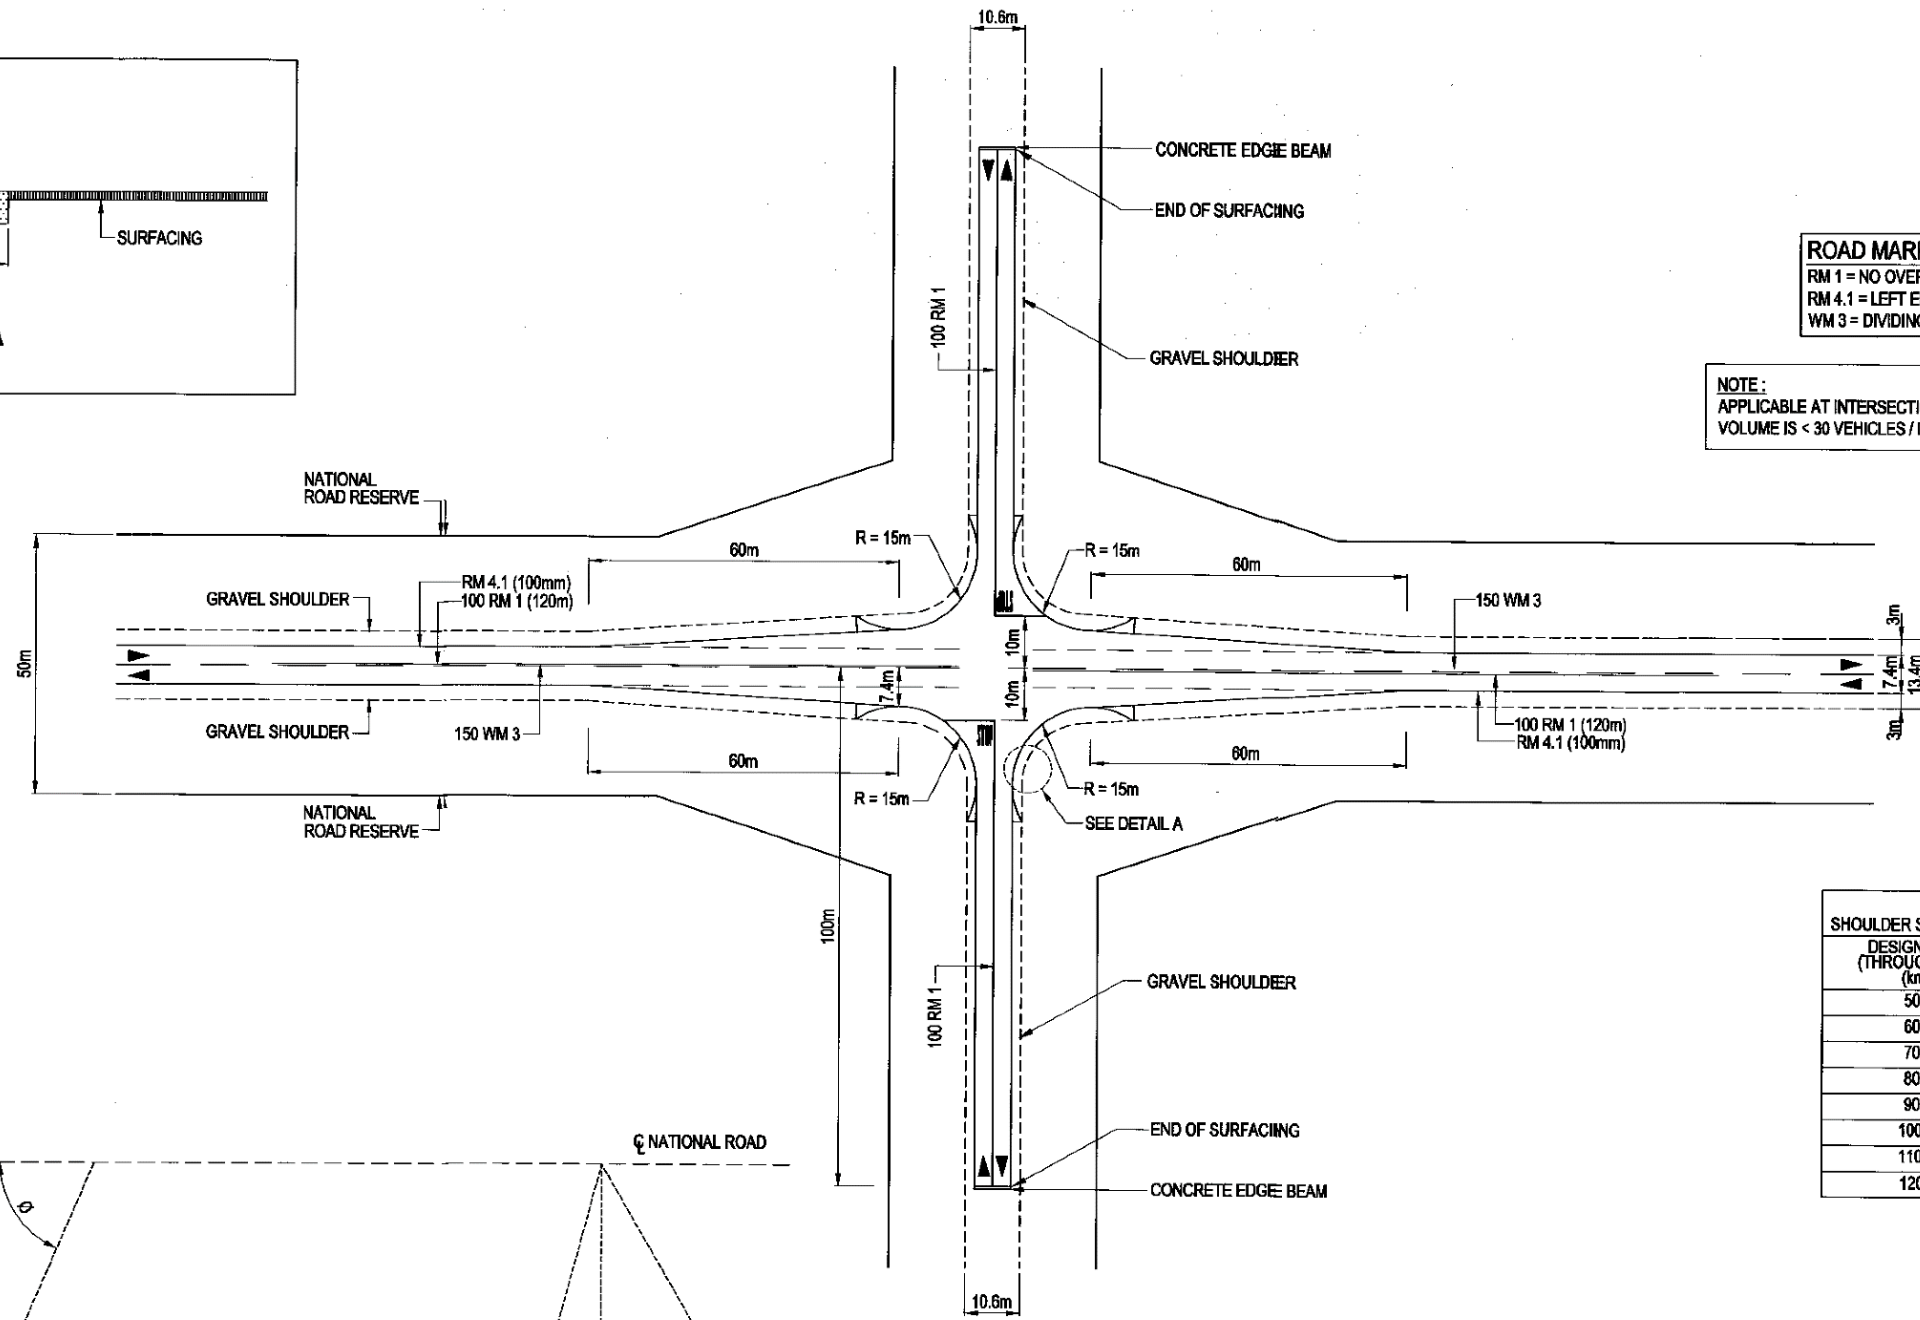 10.6m
CONCRETE EDGE BEAM
END OF SURFACING
SURFACING
100 RM 1
GRAVEL SHOULDER
ROAD MAR
RM 1 = NO OVE
RM 4.1 = LEFT E
WM 3 = DIVIDIN
NOTE :
APPLICABLE AT INTERSECTI
VOLUME IS < 30 VEHICLES /
NATIONAL
ROAD RESERVE
R = 15m
R = 15m
60m
60m
RM 4.1 (100mm)
100 RM 1 (120m)
GRAVEL SHOULDER
150 WM 3
3m
50m
10m
7.4m
10m
7.4m
13.4m
STOP
GRAVEL SHOULDER
150 WM 3
100 RM 1 (120m)
RM 4.1 (100mm)
3m
60m
60m
R = 15m
R = 15m
NATIONAL
ROAD RESERVE
SEE DETAIL A
100m
SHOULDER S
DESIGN
(THROUG
(km
50
60
70
80
90
100
110
120
100 RM 1
GRAVEL SHOULDER
END OF SURFACING
℄ NATIONAL ROAD
CONCRETE EDGE BEAM
Ø
10.6m